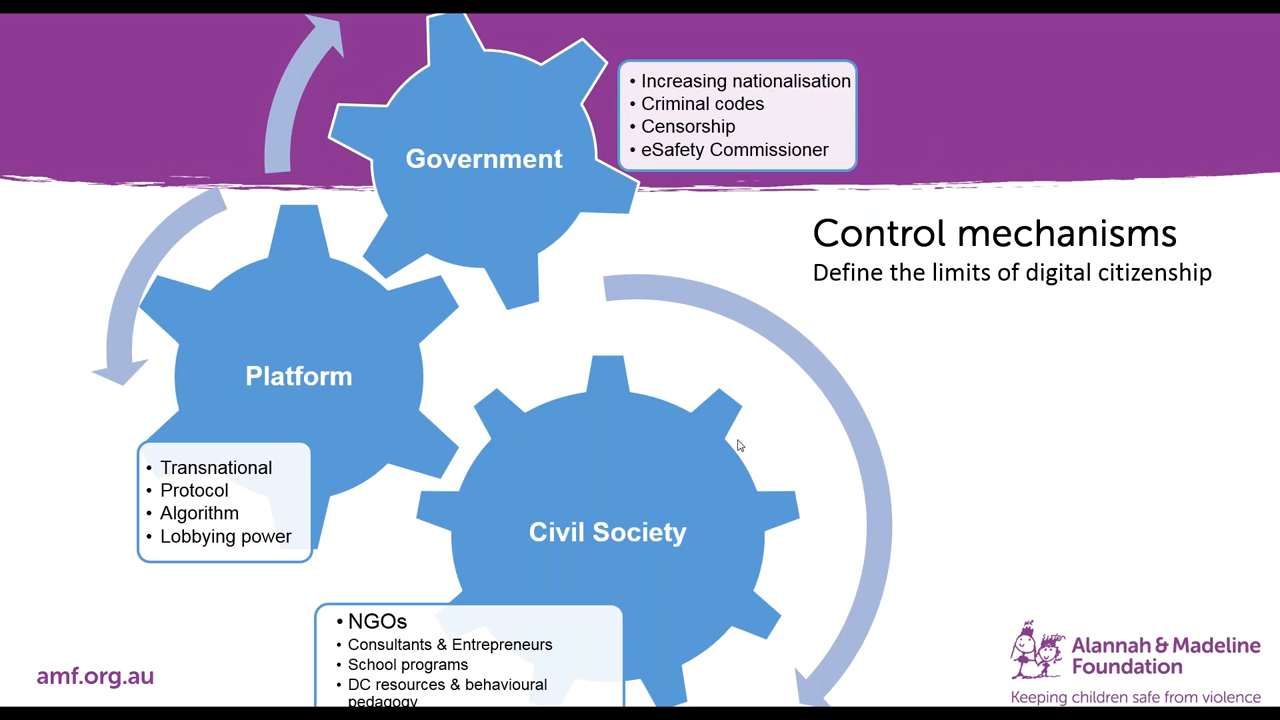 Government
• Increasing nationalisation
• Criminal codes
• Censorship
• eSafety Commissioner
Control mechanisms
Define the limits of digital citizenship
Platform
• Transnational
• Protocol
• Algorithm
• Lobbying power
Civil Society
• NGOs
• Consultants & Entrepreneurs
• School programs
• DC resources & behavioural
pedagogy
amf.org.au
Alannah & Madeline
Foundation
Keeping children safe from violence